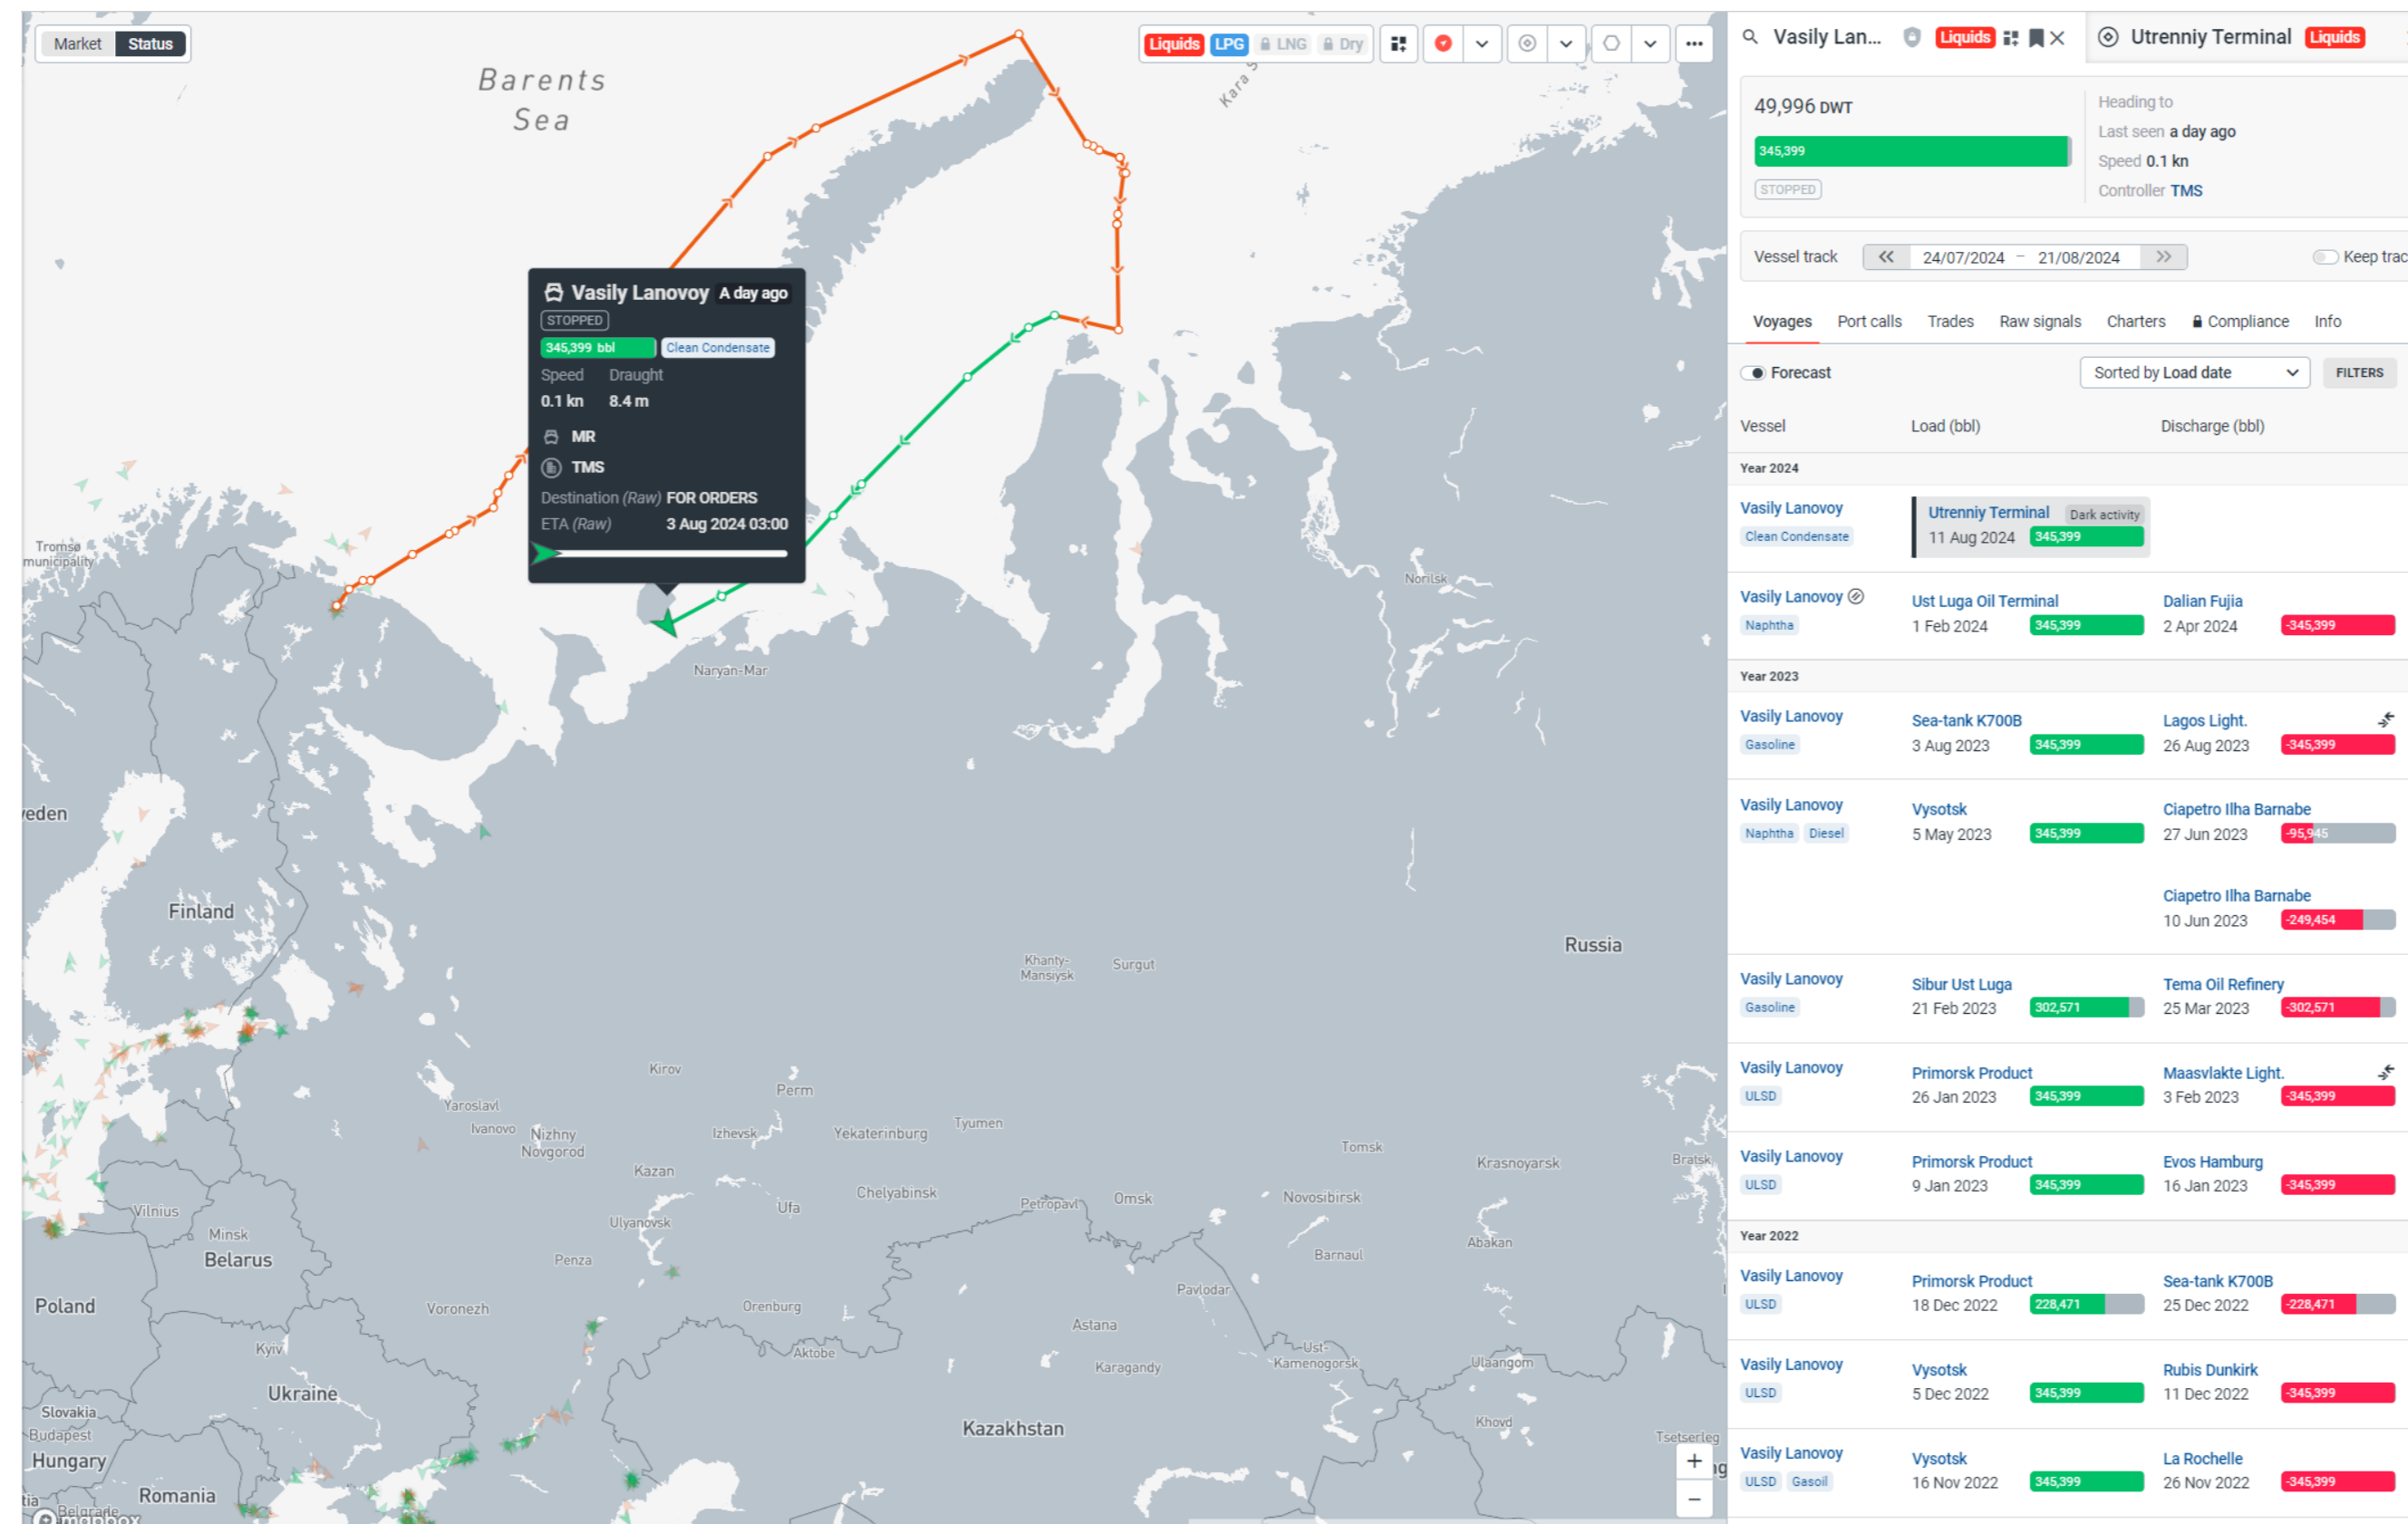 Market Status
Liquids LPG LNG Dry
Barents
Sea
Kara S
Vasily Lanovoy A day ago
STOPPED
345,399 bbl Clean Condensate
Speed Draught
0.1 kn 8.4 m
MR
TMS
Destination (Raw) FOR ORDERS
ETA (Raw) 3 Aug 2024 03:00
Tromsø
municipality
Norilsk
Naryan-Mar
eden
Finland
Russia
Khanty-
Mansiysk
Surgut
Kirov
Perm
Yaroslavl
Ivanovo
Nizhny
Novgorod
Izhevsk
Yekaterinburg
Tyumen
Tomsk
Krasnoyarsk
Bratsk
Kazan
Chelyabinsk
Ufa
Petropavl
Omsk
Novosibirsk
Vilnius
Minsk
Belarus
Ulyanovsk
Penza
Barnaul
Abakan
Poland
Voronezh
Orenburg
Pavlodar
Astana
Kyiv
Aktobe
Karagandy
Ust-
Kamenogorsk
Ulaangom
Ukraine
Slovakia
Budapest
Hungary
Kazakhstan
Khovd
Tsetserleg
Romania
Belgrade
mapbox
+
−
Vasily Lan... Liquids Utrenniy Terminal Liquids
49,996 DWT
345,399
STOPPED
Heading to
Last seen a day ago
Speed 0.1 kn
Controller TMS
Vessel track 24/07/2024 – 21/08/2024 Keep trac
Voyages Port calls Trades Raw signals Charters Compliance Info
Forecast Sorted by Load date FILTERS
Vessel Load (bbl) Discharge (bbl)
Year 2024
Vasily Lanovoy Utrenniy Terminal Dark activity
Clean Condensate 11 Aug 2024 345,399
Vasily Lanovoy Ust Luga Oil Terminal Dalian Fujia
Naphtha 1 Feb 2024 345,399 2 Apr 2024 -345,399
Year 2023
Vasily Lanovoy Sea-tank K700B Lagos Light.
Gasoline 3 Aug 2023 345,399 26 Aug 2023 -345,399
Vasily Lanovoy Vysotsk Ciapetro Ilha Barnabe
Naphtha Diesel 5 May 2023 345,399 27 Jun 2023 -95,945
Ciapetro Ilha Barnabe
10 Jun 2023 -249,454
Vasily Lanovoy Sibur Ust Luga Tema Oil Refinery
Gasoline 21 Feb 2023 302,571 25 Mar 2023 -302,571
Vasily Lanovoy Primorsk Product Maasvlakte Light.
ULSD 26 Jan 2023 345,399 3 Feb 2023 -345,399
Vasily Lanovoy Primorsk Product Evos Hamburg
ULSD 9 Jan 2023 345,399 16 Jan 2023 -345,399
Year 2022
Vasily Lanovoy Primorsk Product Sea-tank K700B
ULSD 18 Dec 2022 228,471 25 Dec 2022 -228,471
Vasily Lanovoy Vysotsk Rubis Dunkirk
ULSD 5 Dec 2022 345,399 11 Dec 2022 -345,399
Vasily Lanovoy Vysotsk La Rochelle
ULSD Gasoil 16 Nov 2022 345,399 26 Nov 2022 -345,399